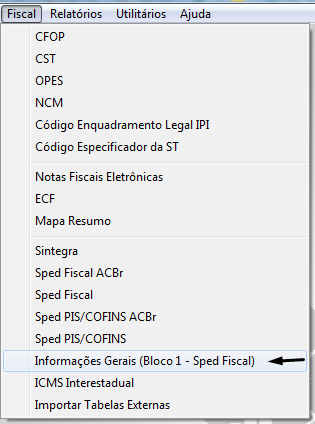 Fiscal Relatórios Utilitários Ajuda
CFOP
CST
OPES
NCM
Código Enquadramento Legal IPI
Código Especificador da ST
Notas Fiscais Eletrônicas
ECF
Mapa Resumo
Sintegra
Sped Fiscal ACBr
Sped Fiscal
Sped PIS/COFINS ACBr
Sped PIS/COFINS
Informações Gerais (Bloco 1 - Sped Fiscal)
ICMS Interestadual
Importar Tabelas Externas